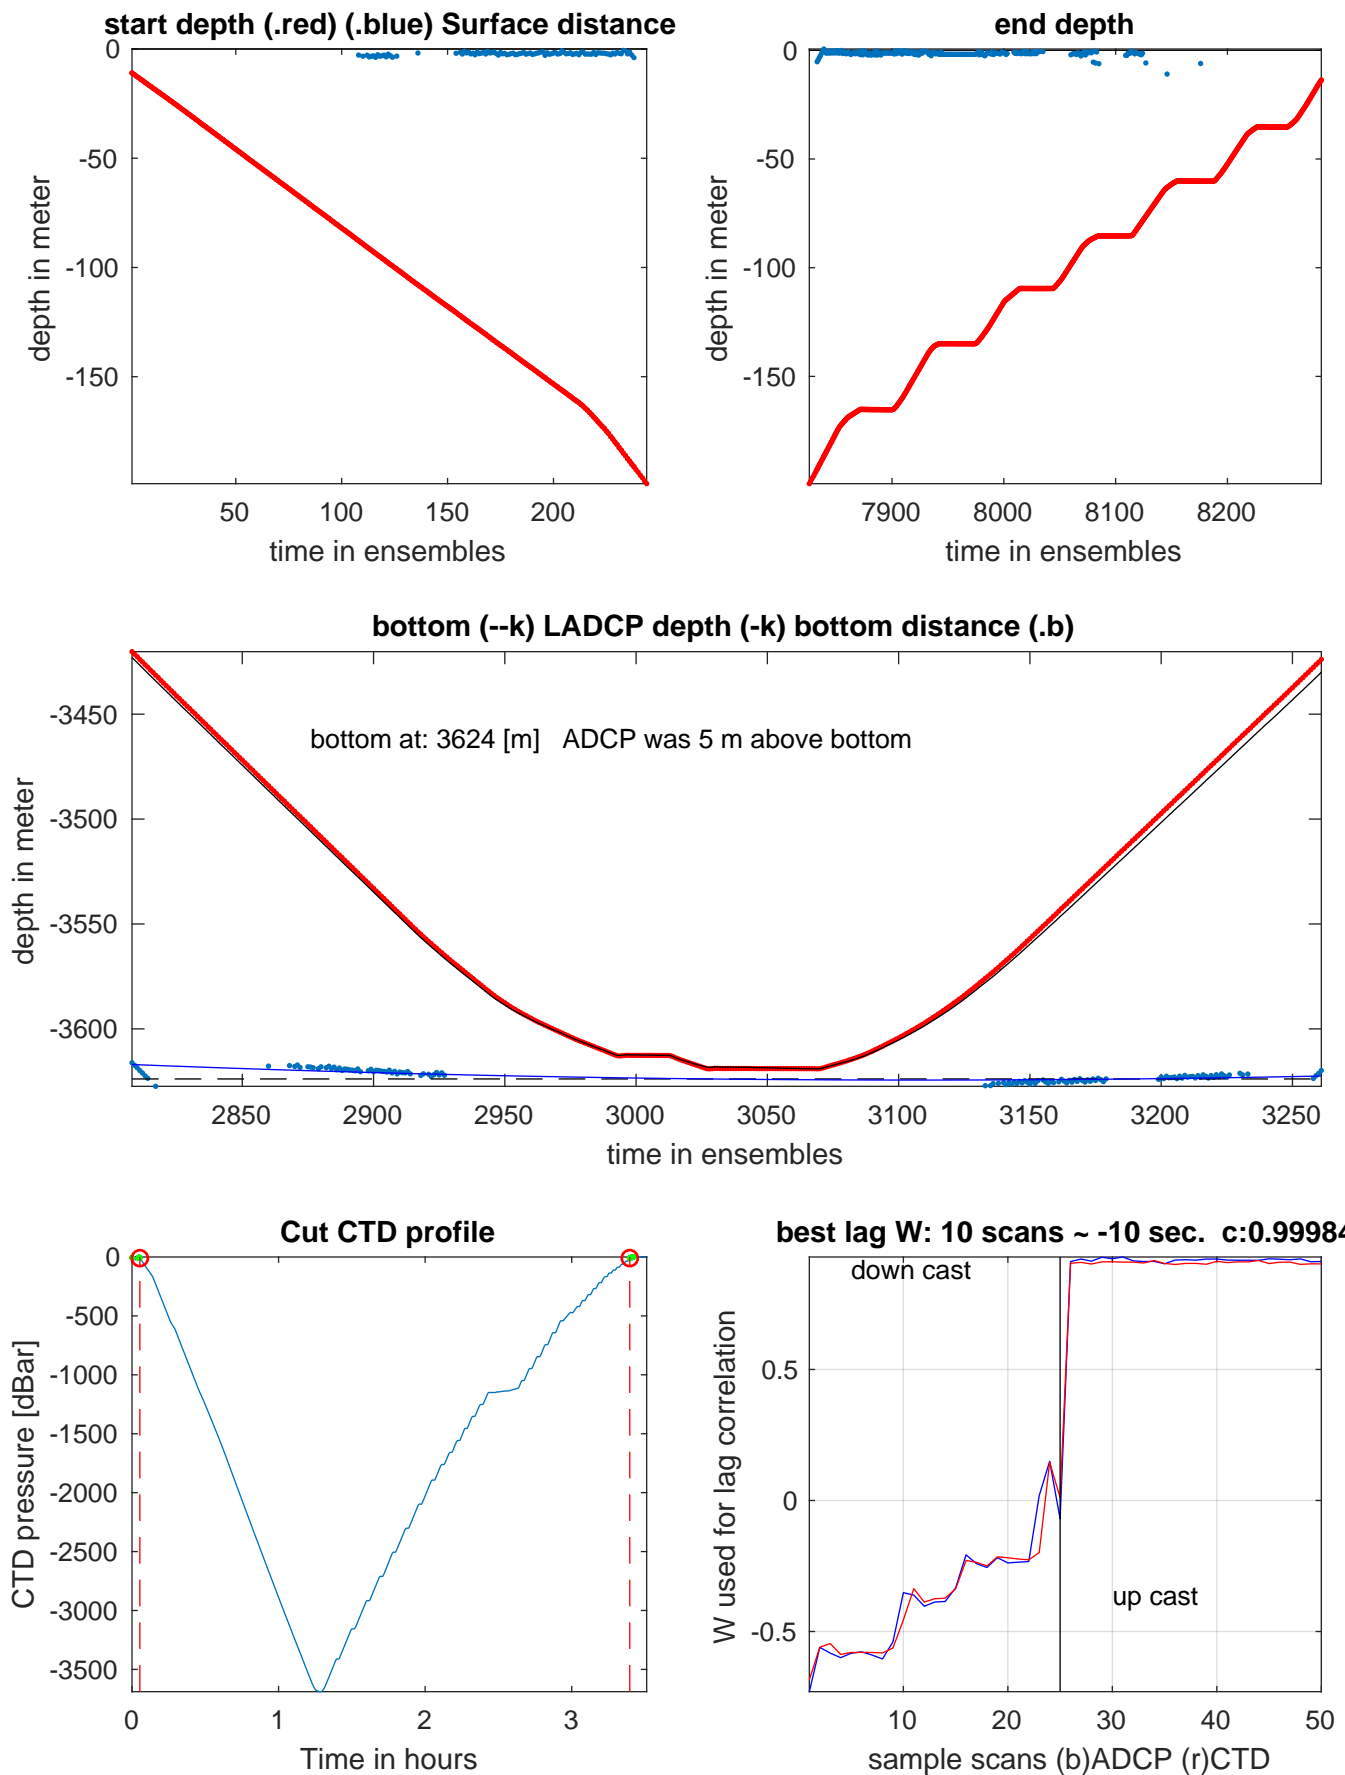 start depth (.red) (.blue) Surface distance
0
-50
-100
-150
depth in meter
50
100
150
200
time in ensembles
end depth
0
-50
-100
-150
depth in meter
7900
8000
8100
8200
time in ensembles
bottom (--k) LADCP depth (-k) bottom distance (.b)
bottom at: 3624 [m]   ADCP was 5 m above bottom
-3450
-3500
-3550
-3600
depth in meter
2850
2900
2950
3000
3050
3100
3150
3200
3250
time in ensembles
Cut CTD profile
0
-500
-1000
-1500
-2000
-2500
-3000
-3500
CTD pressure [dBar]
0
1
2
3
Time in hours
best lag W: 10 scans ~ -10 sec.  c:0.99984
down cast
up cast
0.5
0
-0.5
W used for lag correlation
10
20
30
40
50
sample scans (b)ADCP (r)CTD